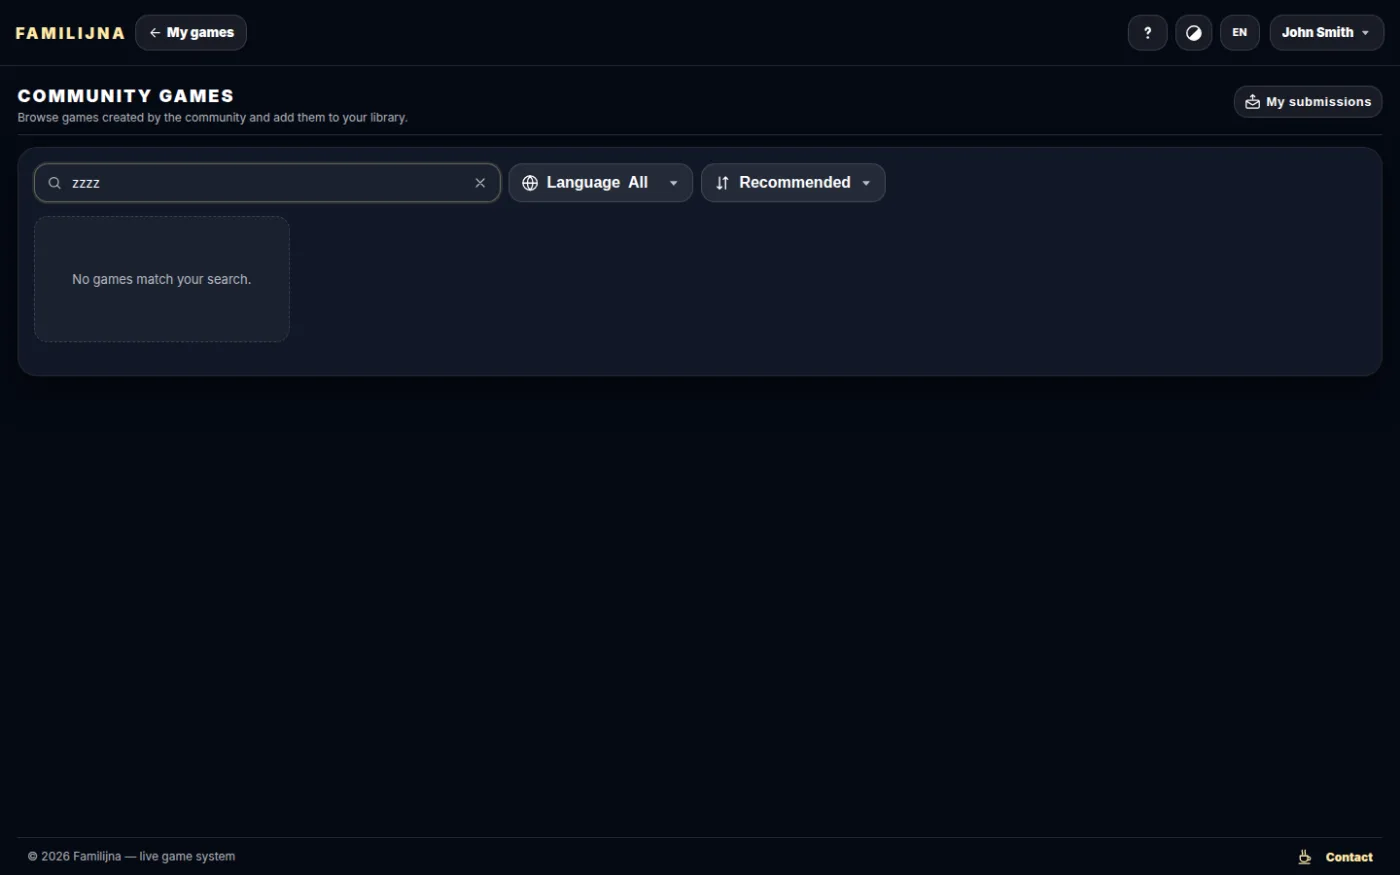 FAMILIJNA
← My games
?
EN
John Smith
COMMUNITY GAMES
Browse games created by the community and add them to your library.
My submissions
zzzz
Language All
Recommended
No games match your search.
© 2026 Familijna — live game system
Contact